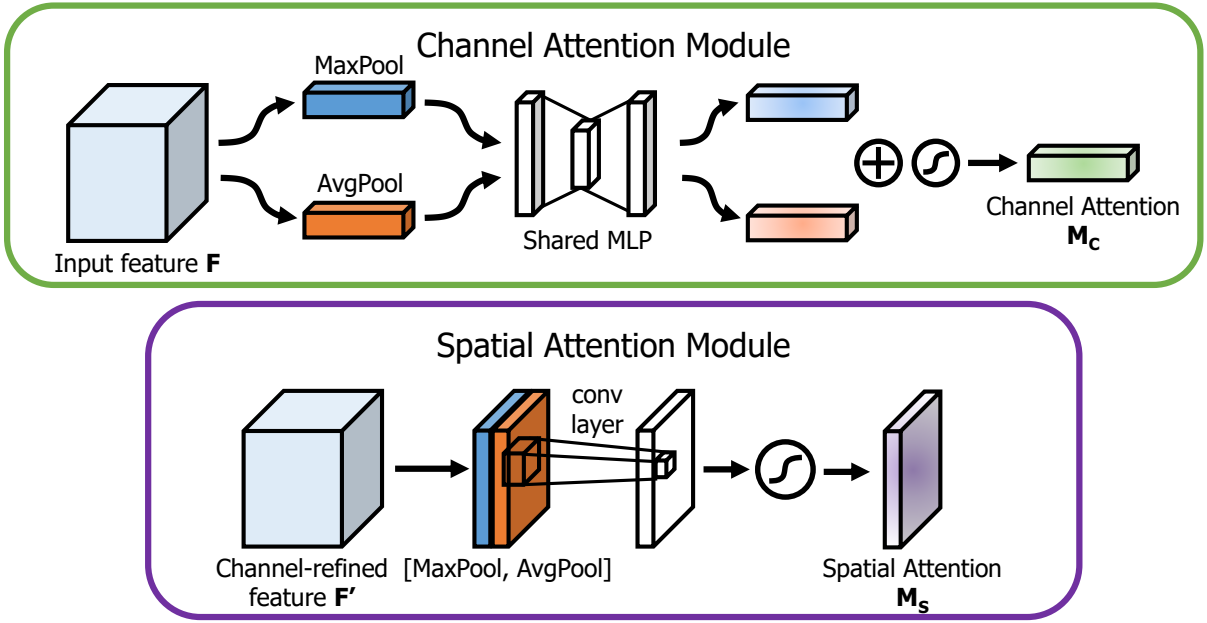 Channel Attention Module
MaxPool
AvgPool
Input feature F
Shared MLP
Channel Attention
M_C
Spatial Attention Module
conv
layer
Channel-refined
feature F’
[MaxPool, AvgPool]
Spatial Attention
M_S